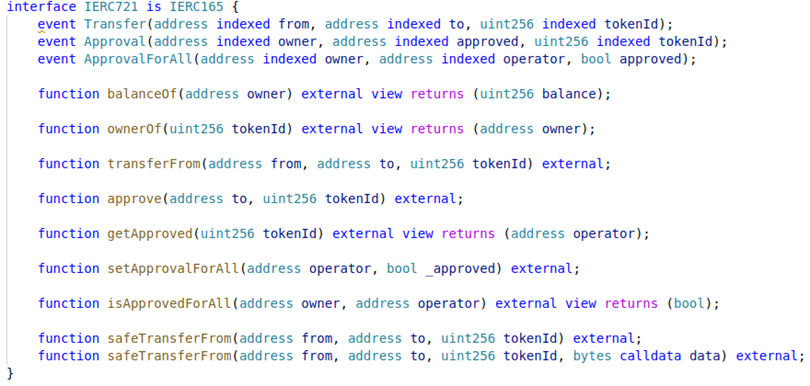 interface IERC721 is IERC165 {
event Transfer(address indexed from, address indexed to, uint256 indexed tokenId);
event Approval(address indexed owner, address indexed approved, uint256 indexed tokenId);
event ApprovalForAll(address indexed owner, address indexed operator, bool approved);
function balanceOf(address owner) external view returns (uint256 balance);
function ownerOf(uint256 tokenId) external view returns (address owner);
function transferFrom(address from, address to, uint256 tokenId) external;
function approve(address to, uint256 tokenId) external;
function getApproved(uint256 tokenId) external view returns (address operator);
function setApprovalForAll(address operator, bool _approved) external;
function isApprovedForAll(address owner, address operator) external view returns (bool);
function safeTransferFrom(address from, address to, uint256 tokenId) external;
function safeTransferFrom(address from, address to, uint256 tokenId, bytes calldata data) external;
}